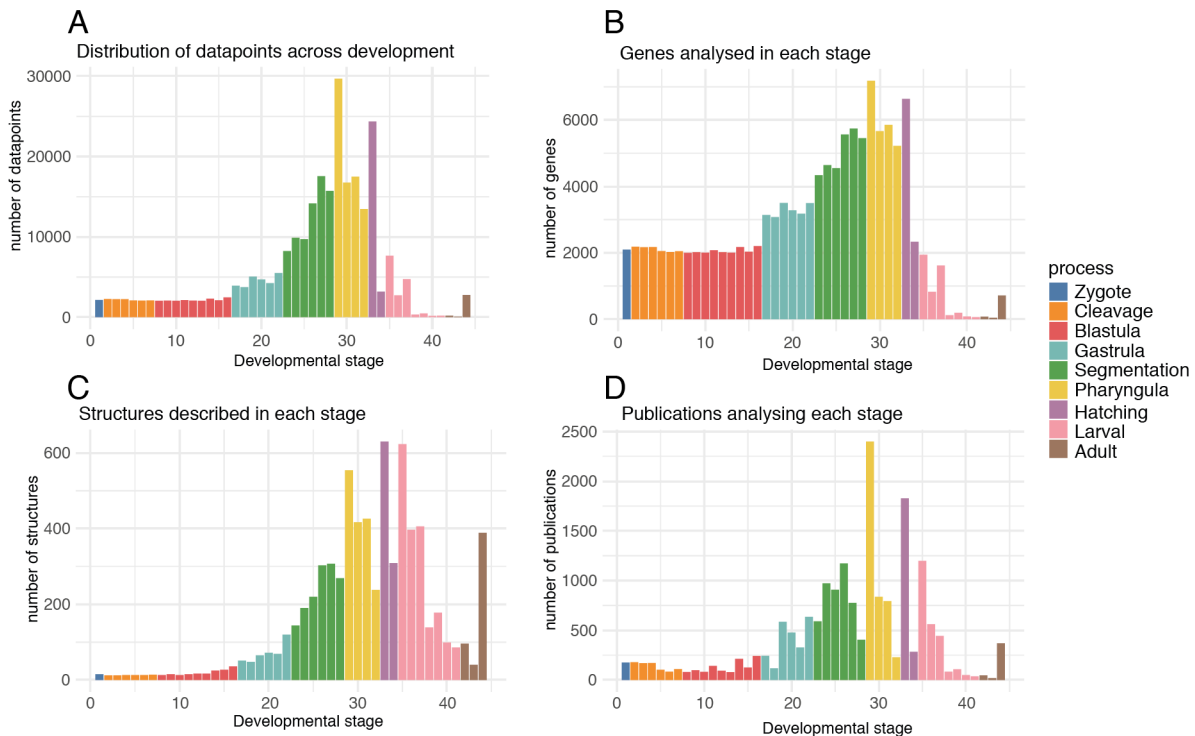 A
Distribution of datapoints across development
number of datapoints
30000
20000
10000
0
0 10 20 30 40
Developmental stage
B
Genes analysed in each stage
number of genes
6000
4000
2000
0
0 10 20 30 40
Developmental stage
C
Structures described in each stage
number of structures
600
400
200
0
0 10 20 30 40
Developmental stage
D
Publications analysing each stage
number of publications
2500
2000
1500
1000
500
0
0 10 20 30 40
Developmental stage
process
Zygote
Cleavage
Blastula
Gastrula
Segmentation
Pharyngula
Hatching
Larval
Adult